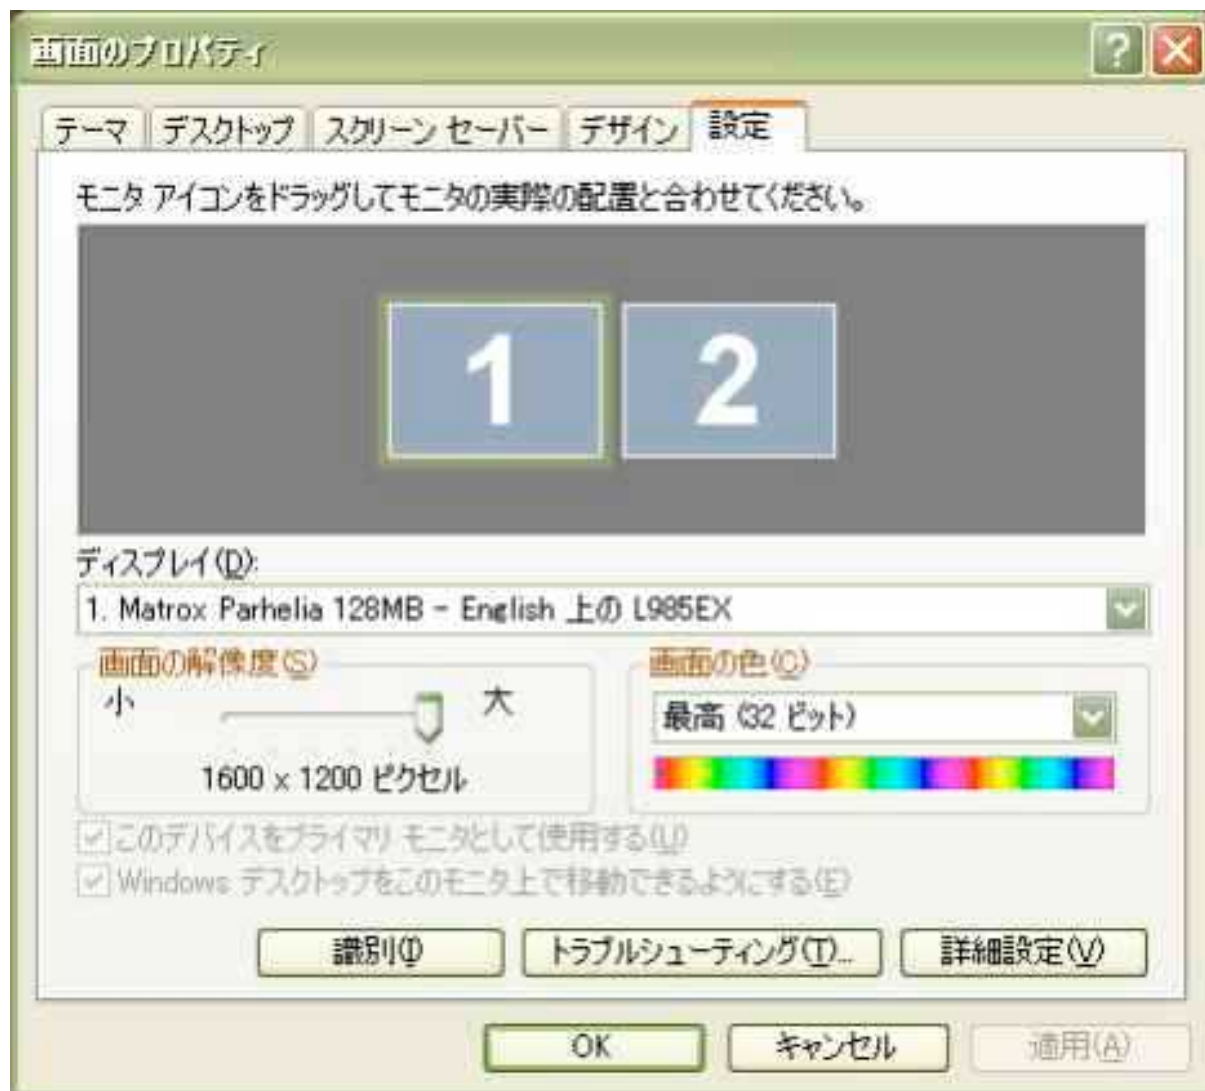 画面のプロパティ
テーマ デスクトップ スクリーン セーバー デザイン 設定
モニタ アイコンをドラッグしてモニタの実際の配置と合わせてください。
1 2
ディスプレイ(D):
1. Matrox Parhelia 128MB - English 上の L985EX
画面の解像度(S) 画面の色(C)
小 大 最高 (32 ビット)
1600 x 1200 ピクセル
このデバイスをプライマリ モニタとして使用する(U)
Windows デスクトップをこのモニタ上で移動できるようにする(E)
識別(I) トラブルシューティング(T)... 詳細設定(V)
OK キャンセル 適用(A)